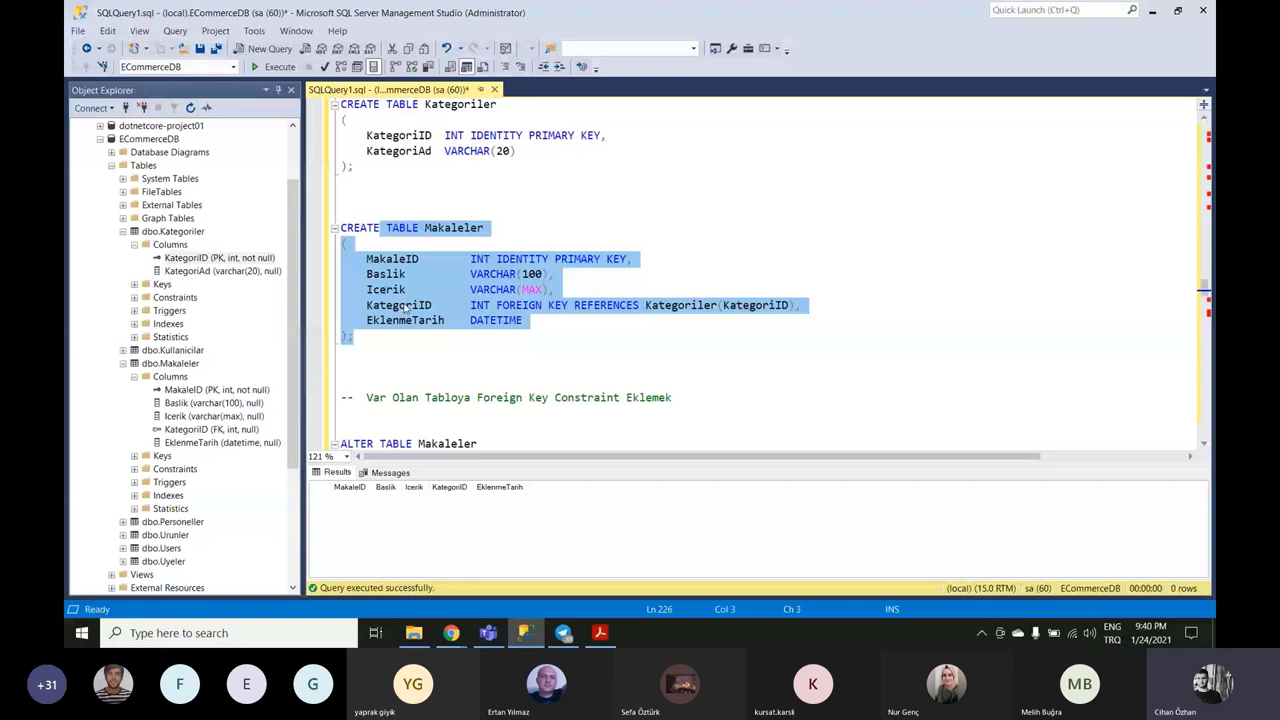 SQLQuery1.sql - (local).ECommerceDB (sa (60))* - Microsoft SQL Server Management Studio (Administrator)
Quick Launch (Ctrl+Q)
File Edit View Query Project Tools Window Help
New Query
ECommerceDB
Execute
Object Explorer
SQLQuery1.sql - (l...mmerceDB (sa (60))*
Connect
dotnetcore-project01
ECommerceDB
Database Diagrams
Tables
System Tables
FileTables
External Tables
Graph Tables
dbo.Kategoriler
Columns
KategoriID (PK, int, not null)
KategoriAd (varchar(20), null)
Keys
Constraints
Triggers
Indexes
Statistics
dbo.Kullanicilar
dbo.Makaleler
Columns
MakaleID (PK, int, not null)
Baslik (varchar(100), null)
Icerik (varchar(max), null)
KategoriID (FK, int, null)
EklenmeTarih (datetime, null)
Keys
Constraints
Triggers
Indexes
Statistics
dbo.Personeller
dbo.Urunler
dbo.Users
dbo.Uyeler
Views
External Resources
CREATE TABLE Kategoriler
(
KategoriID INT IDENTITY PRIMARY KEY,
KategoriAd VARCHAR(20)
);
CREATE TABLE Makaleler
(
MakaleID INT IDENTITY PRIMARY KEY,
Baslik VARCHAR(100),
Icerik VARCHAR(MAX),
KategoriID INT FOREIGN KEY REFERENCES Kategoriler(KategoriID),
EklenmeTarih DATETIME
);
-- Var Olan Tabloya Foreign Key Constraint Eklemek
ALTER TABLE Makaleler
121 %
Results Messages
MakaleID Baslik Icerik KategoriID EklenmeTarih
Query executed successfully.
(local) (15.0 RTM) sa (60) ECommerceDB 00:00:00 0 rows
Ready
Ln 226 Col 3 Ch 3 INS
Type here to search
ENG
TRQ
9:40 PM
1/24/2021
+31
F
E
G
YG
K
MB
yaprak giyik
Ertan Yılmaz
Sefa Öztürk
kursat.karsli
Nur Genç
Melih Buğra
Cihan Özhan